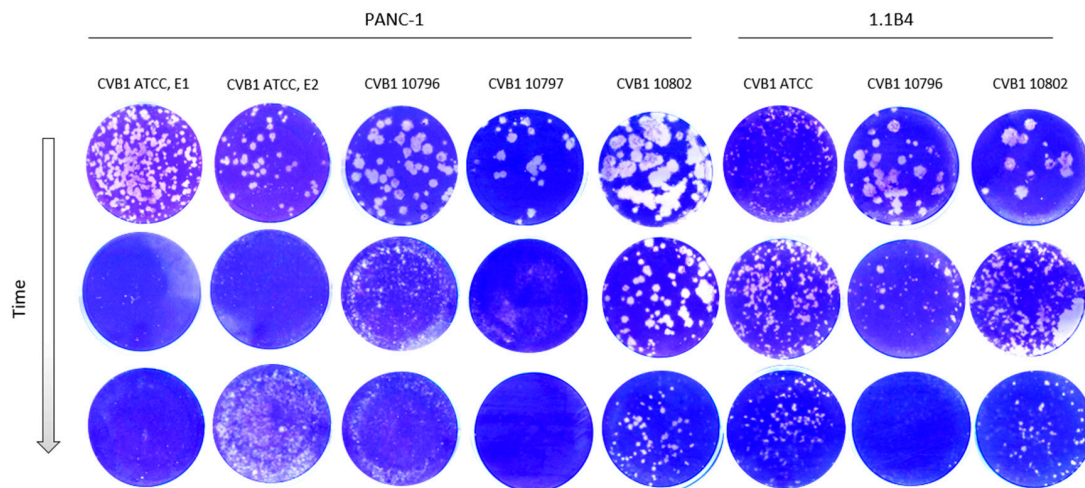 PANC-1
1.1B4
CVB1 ATCC, E1
CVB1 ATCC, E2
CVB1 10796
CVB1 10797
CVB1 10802
CVB1 ATCC
CVB1 10796
CVB1 10802
Time